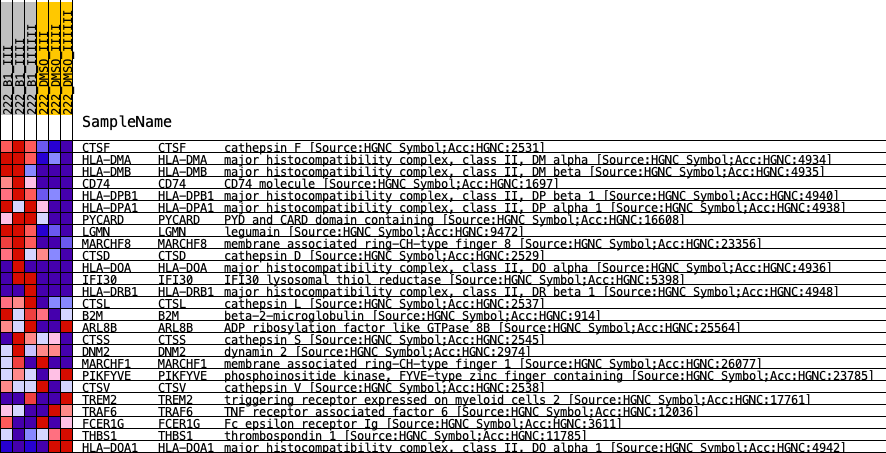 222_B1_III
222_B1_IIII
222_B1_IIIIII
222_DMSO_III
222_DMSO_IIII
222_DMSO_IIIIII
SampleName
CTSF CTSF cathepsin F [Source:HGNC Symbol;Acc:HGNC:2531]
HLA-DMA HLA-DMA major histocompatibility complex, class II, DM alpha [Source:HGNC Symbol;Acc:HGNC:4934]
HLA-DMB HLA-DMB major histocompatibility complex, class II, DM beta [Source:HGNC Symbol;Acc:HGNC:4935]
CD74 CD74 CD74 molecule [Source:HGNC Symbol;Acc:HGNC:1697]
HLA-DPB1 HLA-DPB1 major histocompatibility complex, class II, DP beta 1 [Source:HGNC Symbol;Acc:HGNC:4940]
HLA-DPA1 HLA-DPA1 major histocompatibility complex, class II, DP alpha 1 [Source:HGNC Symbol;Acc:HGNC:4938]
PYCARD PYCARD PYD and CARD domain containing [Source:HGNC Symbol;Acc:HGNC:16608]
LGMN LGMN legumain [Source:HGNC Symbol;Acc:HGNC:9472]
MARCHF8 MARCHF8 membrane associated ring-CH-type finger 8 [Source:HGNC Symbol;Acc:HGNC:23356]
CTSD CTSD cathepsin D [Source:HGNC Symbol;Acc:HGNC:2529]
HLA-DOA HLA-DOA major histocompatibility complex, class II, DO alpha [Source:HGNC Symbol;Acc:HGNC:4936]
IFI30 IFI30 IFI30 lysosomal thiol reductase [Source:HGNC Symbol;Acc:HGNC:5398]
HLA-DRB1 HLA-DRB1 major histocompatibility complex, class II, DR beta 1 [Source:HGNC Symbol;Acc:HGNC:4948]
CTSL CTSL cathepsin L [Source:HGNC Symbol;Acc:HGNC:2537]
B2M B2M beta-2-microglobulin [Source:HGNC Symbol;Acc:HGNC:914]
ARL8B ARL8B ADP ribosylation factor like GTPase 8B [Source:HGNC Symbol;Acc:HGNC:25564]
CTSS CTSS cathepsin S [Source:HGNC Symbol;Acc:HGNC:2545]
DNM2 DNM2 dynamin 2 [Source:HGNC Symbol;Acc:HGNC:2974]
MARCHF1 MARCHF1 membrane associated ring-CH-type finger 1 [Source:HGNC Symbol;Acc:HGNC:26077]
PIKFYVE PIKFYVE phosphoinositide kinase, FYVE-type zinc finger containing [Source:HGNC Symbol;Acc:HGNC:23785]
CTSV CTSV cathepsin V [Source:HGNC Symbol;Acc:HGNC:2538]
TREM2 TREM2 triggering receptor expressed on myeloid cells 2 [Source:HGNC Symbol;Acc:HGNC:17761]
TRAF6 TRAF6 TNF receptor associated factor 6 [Source:HGNC Symbol;Acc:HGNC:12036]
FCER1G FCER1G Fc epsilon receptor Ig [Source:HGNC Symbol;Acc:HGNC:3611]
THBS1 THBS1 thrombospondin 1 [Source:HGNC Symbol;Acc:HGNC:11785]
HLA-DQA1 HLA-DQA1 major histocompatibility complex, class II, DQ alpha 1 [Source:HGNC Symbol;Acc:HGNC:4942]